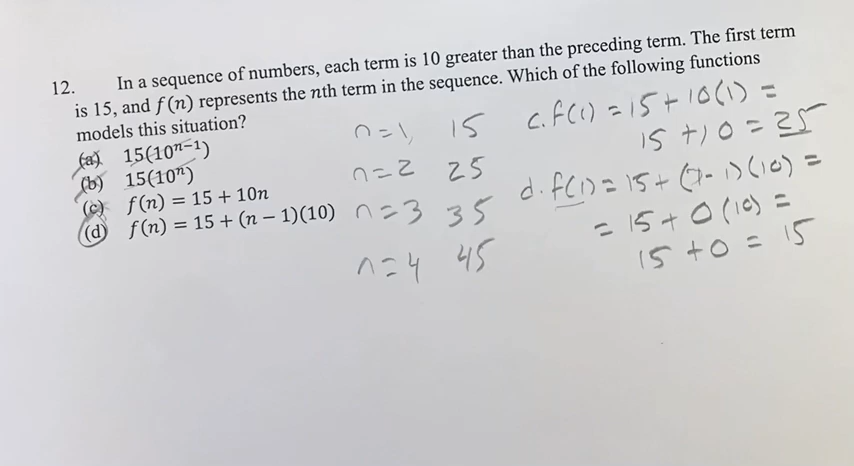 12. In a sequence of numbers, each term is 10 greater than the preceding term. The first term
is 15, and f(n) represents the nth term in the sequence. Which of the following functions
models this situation?
(a) 15(10ⁿ⁻¹)
(b) 15(10ⁿ)
(c) f(n) = 15 + 10n
(d) f(n) = 15 + (n − 1)(10)
n=1, 15
n=2 25
n=3 35
n=4 45
c. f(1) = 15 + 10(1) =
15 + 10 = 25
d. f(1) = 15 + (1-1)(10) =
= 15 + 0(10) =
15 + 0 = 15